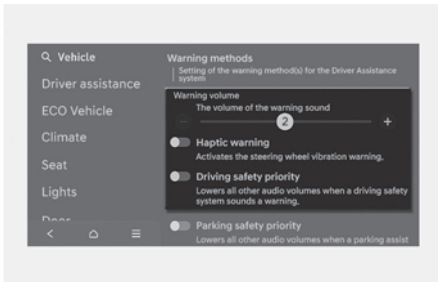 Vehicle
Driver assistance
ECO Vehicle
Climate
Seat
Lights
Door
Warning methods
Setting of the warning method(s) for the Driver Assistance
system
Warning volume
The volume of the warning sound
− 2 +
Haptic warning
Activates the steering wheel vibration warning.
Driving safety priority
Lowers all other audio volumes when a driving safety
system sounds a warning.
Parking safety priority
Lowers all other audio volumes when a parking assist